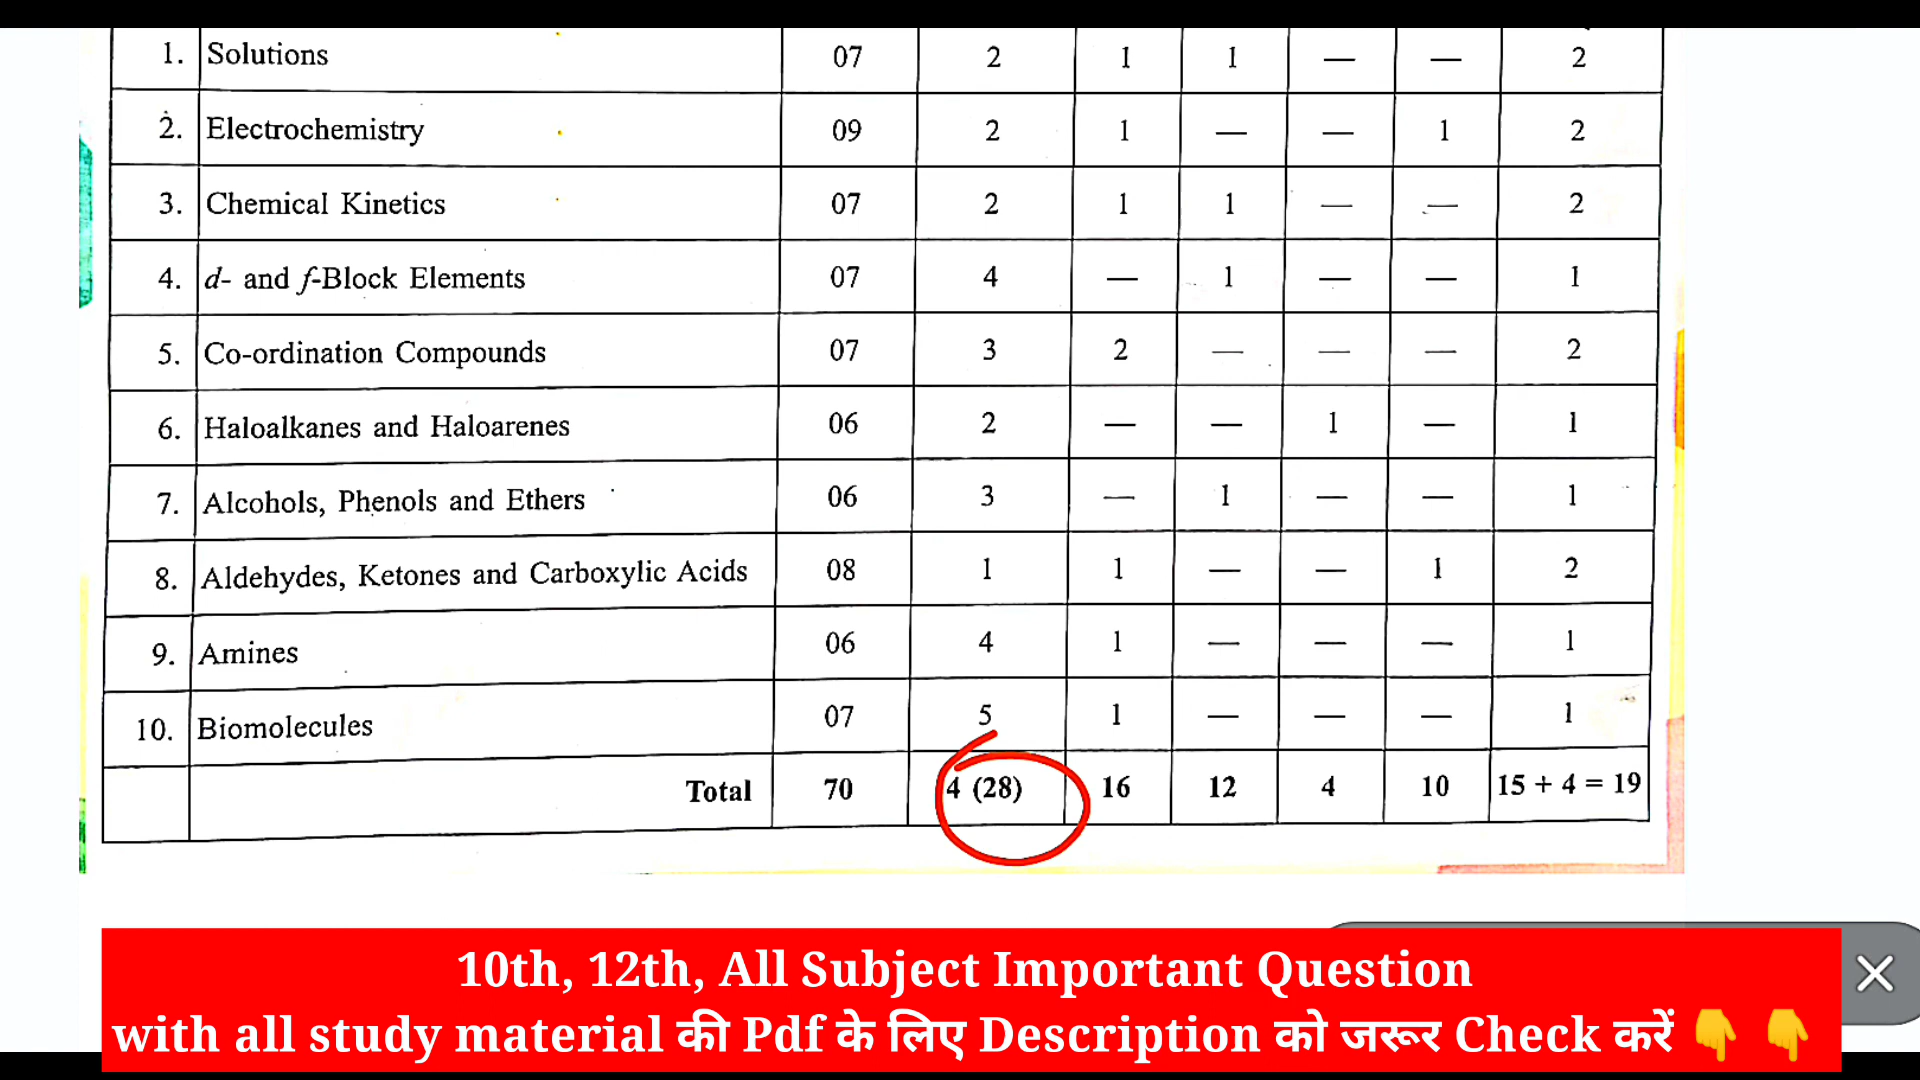 1. Solutions 07 2 1 1 — — 2
2. Electrochemistry 09 2 1 — — 1 2
3. Chemical Kinetics 07 2 1 1 — — 2
4. d- and f-Block Elements 07 4 — 1 — — 1
5. Co-ordination Compounds 07 3 2 — — — 2
6. Haloalkanes and Haloarenes 06 2 — — 1 — 1
7. Alcohols, Phenols and Ethers 06 3 — 1 — — 1
8. Aldehydes, Ketones and Carboxylic Acids 08 1 1 — — 1 2
9. Amines 06 4 1 — — — 1
10. Biomolecules 07 5 1 — — — 1
Total 70 4 (28) 16 12 4 10 15 + 4 = 19
10th, 12th, All Subject Important Question
with all study material की Pdf के लिए Description को जरूर Check करें 👇 👇